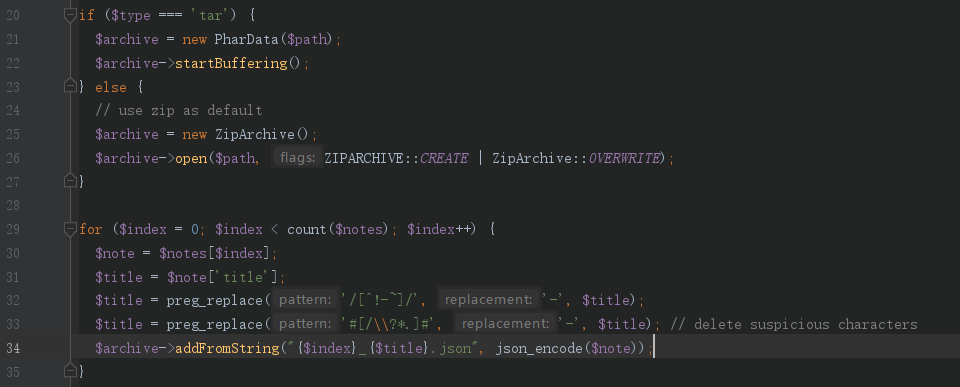 20 if ($type === 'tar') {
21 $archive = new PharData($path);
22 $archive->startBuffering();
23 } else {
24 // use zip as default
25 $archive = new ZipArchive();
26 $archive->open($path, flags: ZIPARCHIVE::CREATE | ZipArchive::OVERWRITE);
27 }
28
29 for ($index = 0; $index < count($notes); $index++) {
30 $note = $notes[$index];
31 $title = $note['title'];
32 $title = preg_replace( pattern: '/[^!-~]/', replacement: '-', $title);
33 $title = preg_replace( pattern: '#[/\\?*.]#', replacement: '-', $title); // delete suspicious characters
34 $archive->addFromString("{$index}_{$title}.json", json_encode($note));
35 }